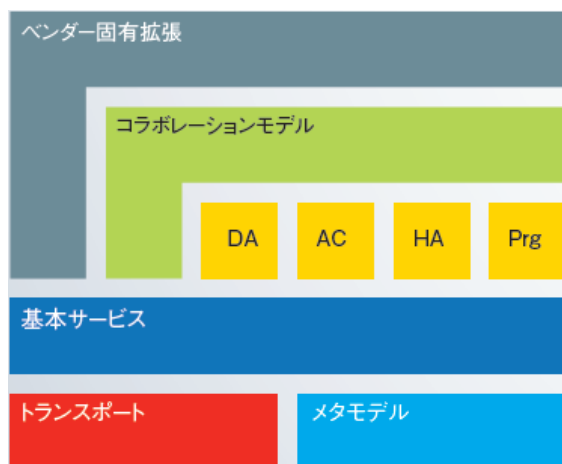 ベンダー固有拡張
コラボレーションモデル
DA AC HA Prg
基本サービス
トランスポート メタモデル